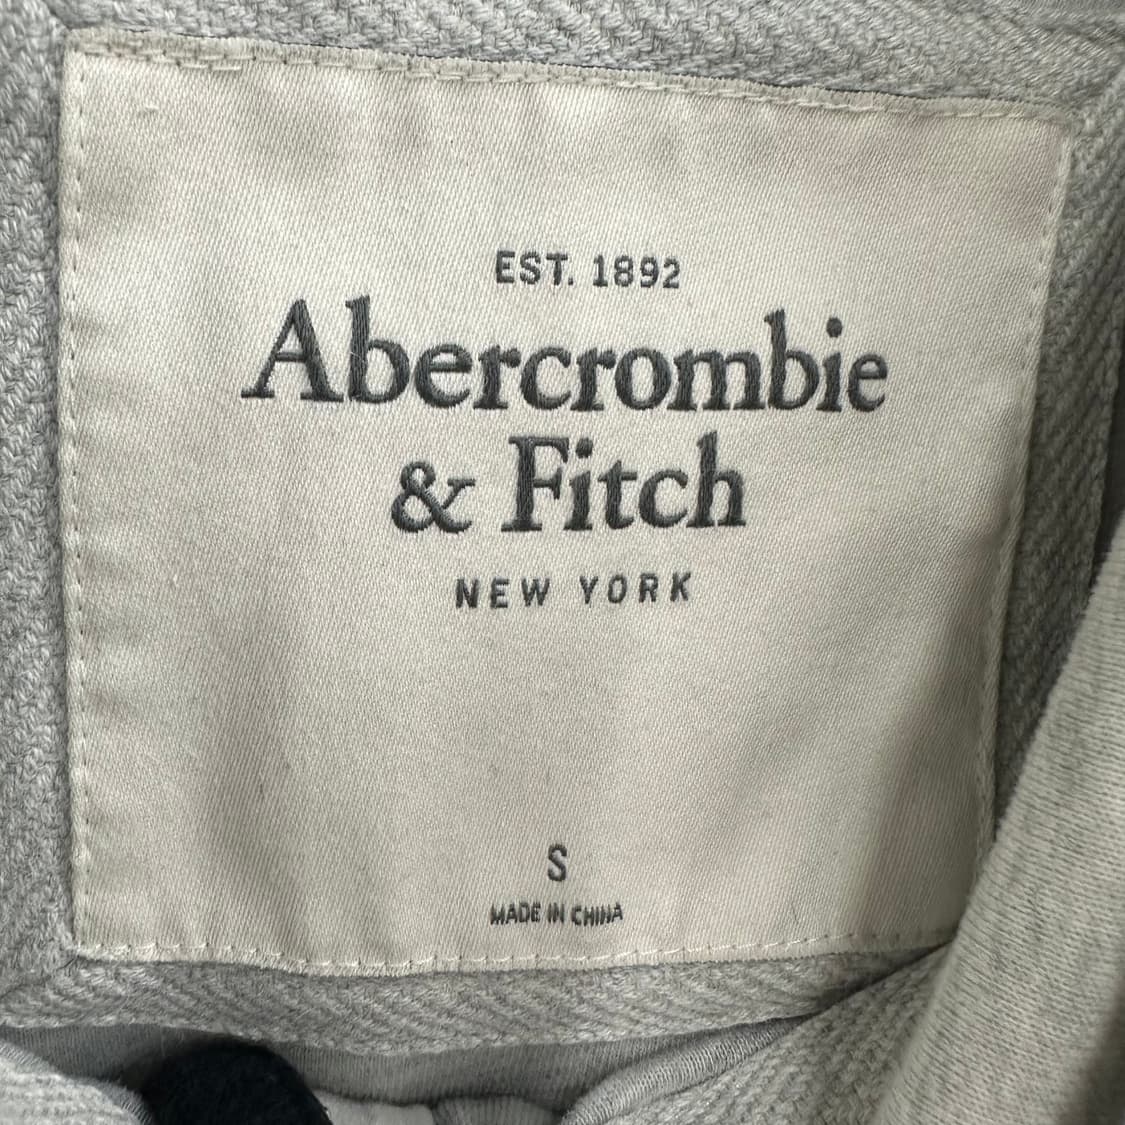 EST. 1892
Abercrombie
& Fitch
NEW YORK
S
MADE IN CHINA